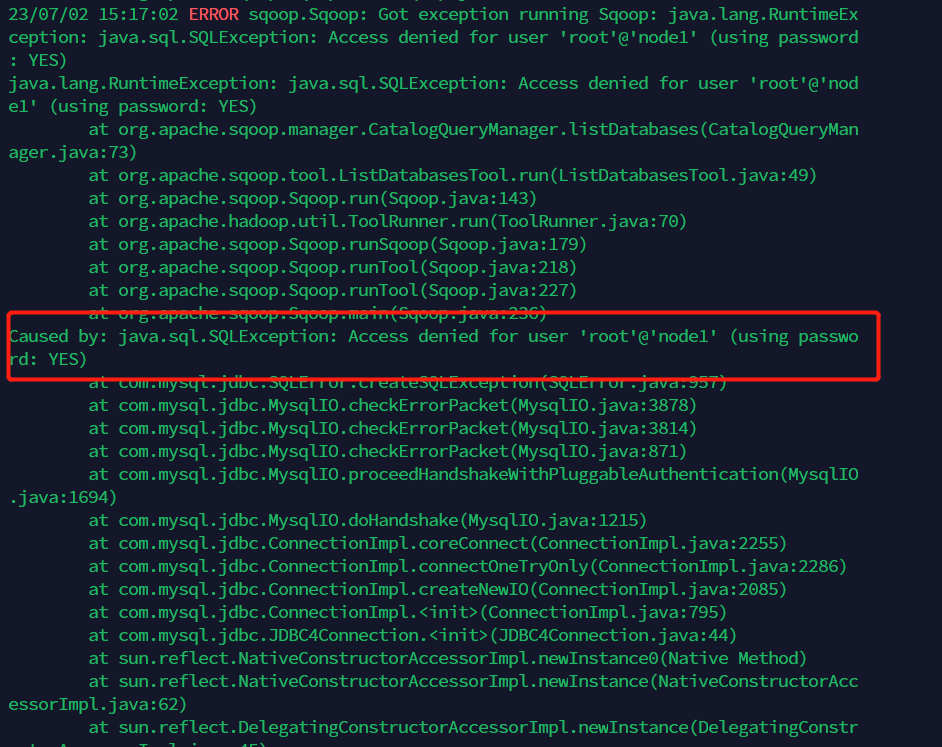 23/07/02 15:17:02 ERROR sqoop.Sqoop: Got exception running Sqoop: java.lang.RuntimeEx
ception: java.sql.SQLException: Access denied for user 'root'@'node1' (using password
: YES)
java.lang.RuntimeException: java.sql.SQLException: Access denied for user 'root'@'nod
e1' (using password: YES)
        at org.apache.sqoop.manager.CatalogQueryManager.listDatabases(CatalogQueryMan
ager.java:73)
        at org.apache.sqoop.tool.ListDatabasesTool.run(ListDatabasesTool.java:49)
        at org.apache.sqoop.Sqoop.run(Sqoop.java:143)
        at org.apache.hadoop.util.ToolRunner.run(ToolRunner.java:70)
        at org.apache.sqoop.Sqoop.runSqoop(Sqoop.java:179)
        at org.apache.sqoop.Sqoop.runTool(Sqoop.java:218)
        at org.apache.sqoop.Sqoop.runTool(Sqoop.java:227)
        at org.apache.sqoop.Sqoop.main(Sqoop.java:236)
Caused by: java.sql.SQLException: Access denied for user 'root'@'node1' (using passwo
rd: YES)
        at com.mysql.jdbc.SQLError.createSQLException(SQLError.java:957)
        at com.mysql.jdbc.MysqlIO.checkErrorPacket(MysqlIO.java:3878)
        at com.mysql.jdbc.MysqlIO.checkErrorPacket(MysqlIO.java:3814)
        at com.mysql.jdbc.MysqlIO.checkErrorPacket(MysqlIO.java:871)
        at com.mysql.jdbc.MysqlIO.proceedHandshakeWithPluggableAuthentication(MysqlIO
.java:1694)
        at com.mysql.jdbc.MysqlIO.doHandshake(MysqlIO.java:1215)
        at com.mysql.jdbc.ConnectionImpl.coreConnect(ConnectionImpl.java:2255)
        at com.mysql.jdbc.ConnectionImpl.connectOneTryOnly(ConnectionImpl.java:2286)
        at com.mysql.jdbc.ConnectionImpl.createNewIO(ConnectionImpl.java:2085)
        at com.mysql.jdbc.ConnectionImpl.<init>(ConnectionImpl.java:795)
        at com.mysql.jdbc.JDBC4Connection.<init>(JDBC4Connection.java:44)
        at sun.reflect.NativeConstructorAccessorImpl.newInstance0(Native Method)
        at sun.reflect.NativeConstructorAccessorImpl.newInstance(NativeConstructorAcc
essorImpl.java:62)
        at sun.reflect.DelegatingConstructorAccessorImpl.newInstance(DelegatingConstr